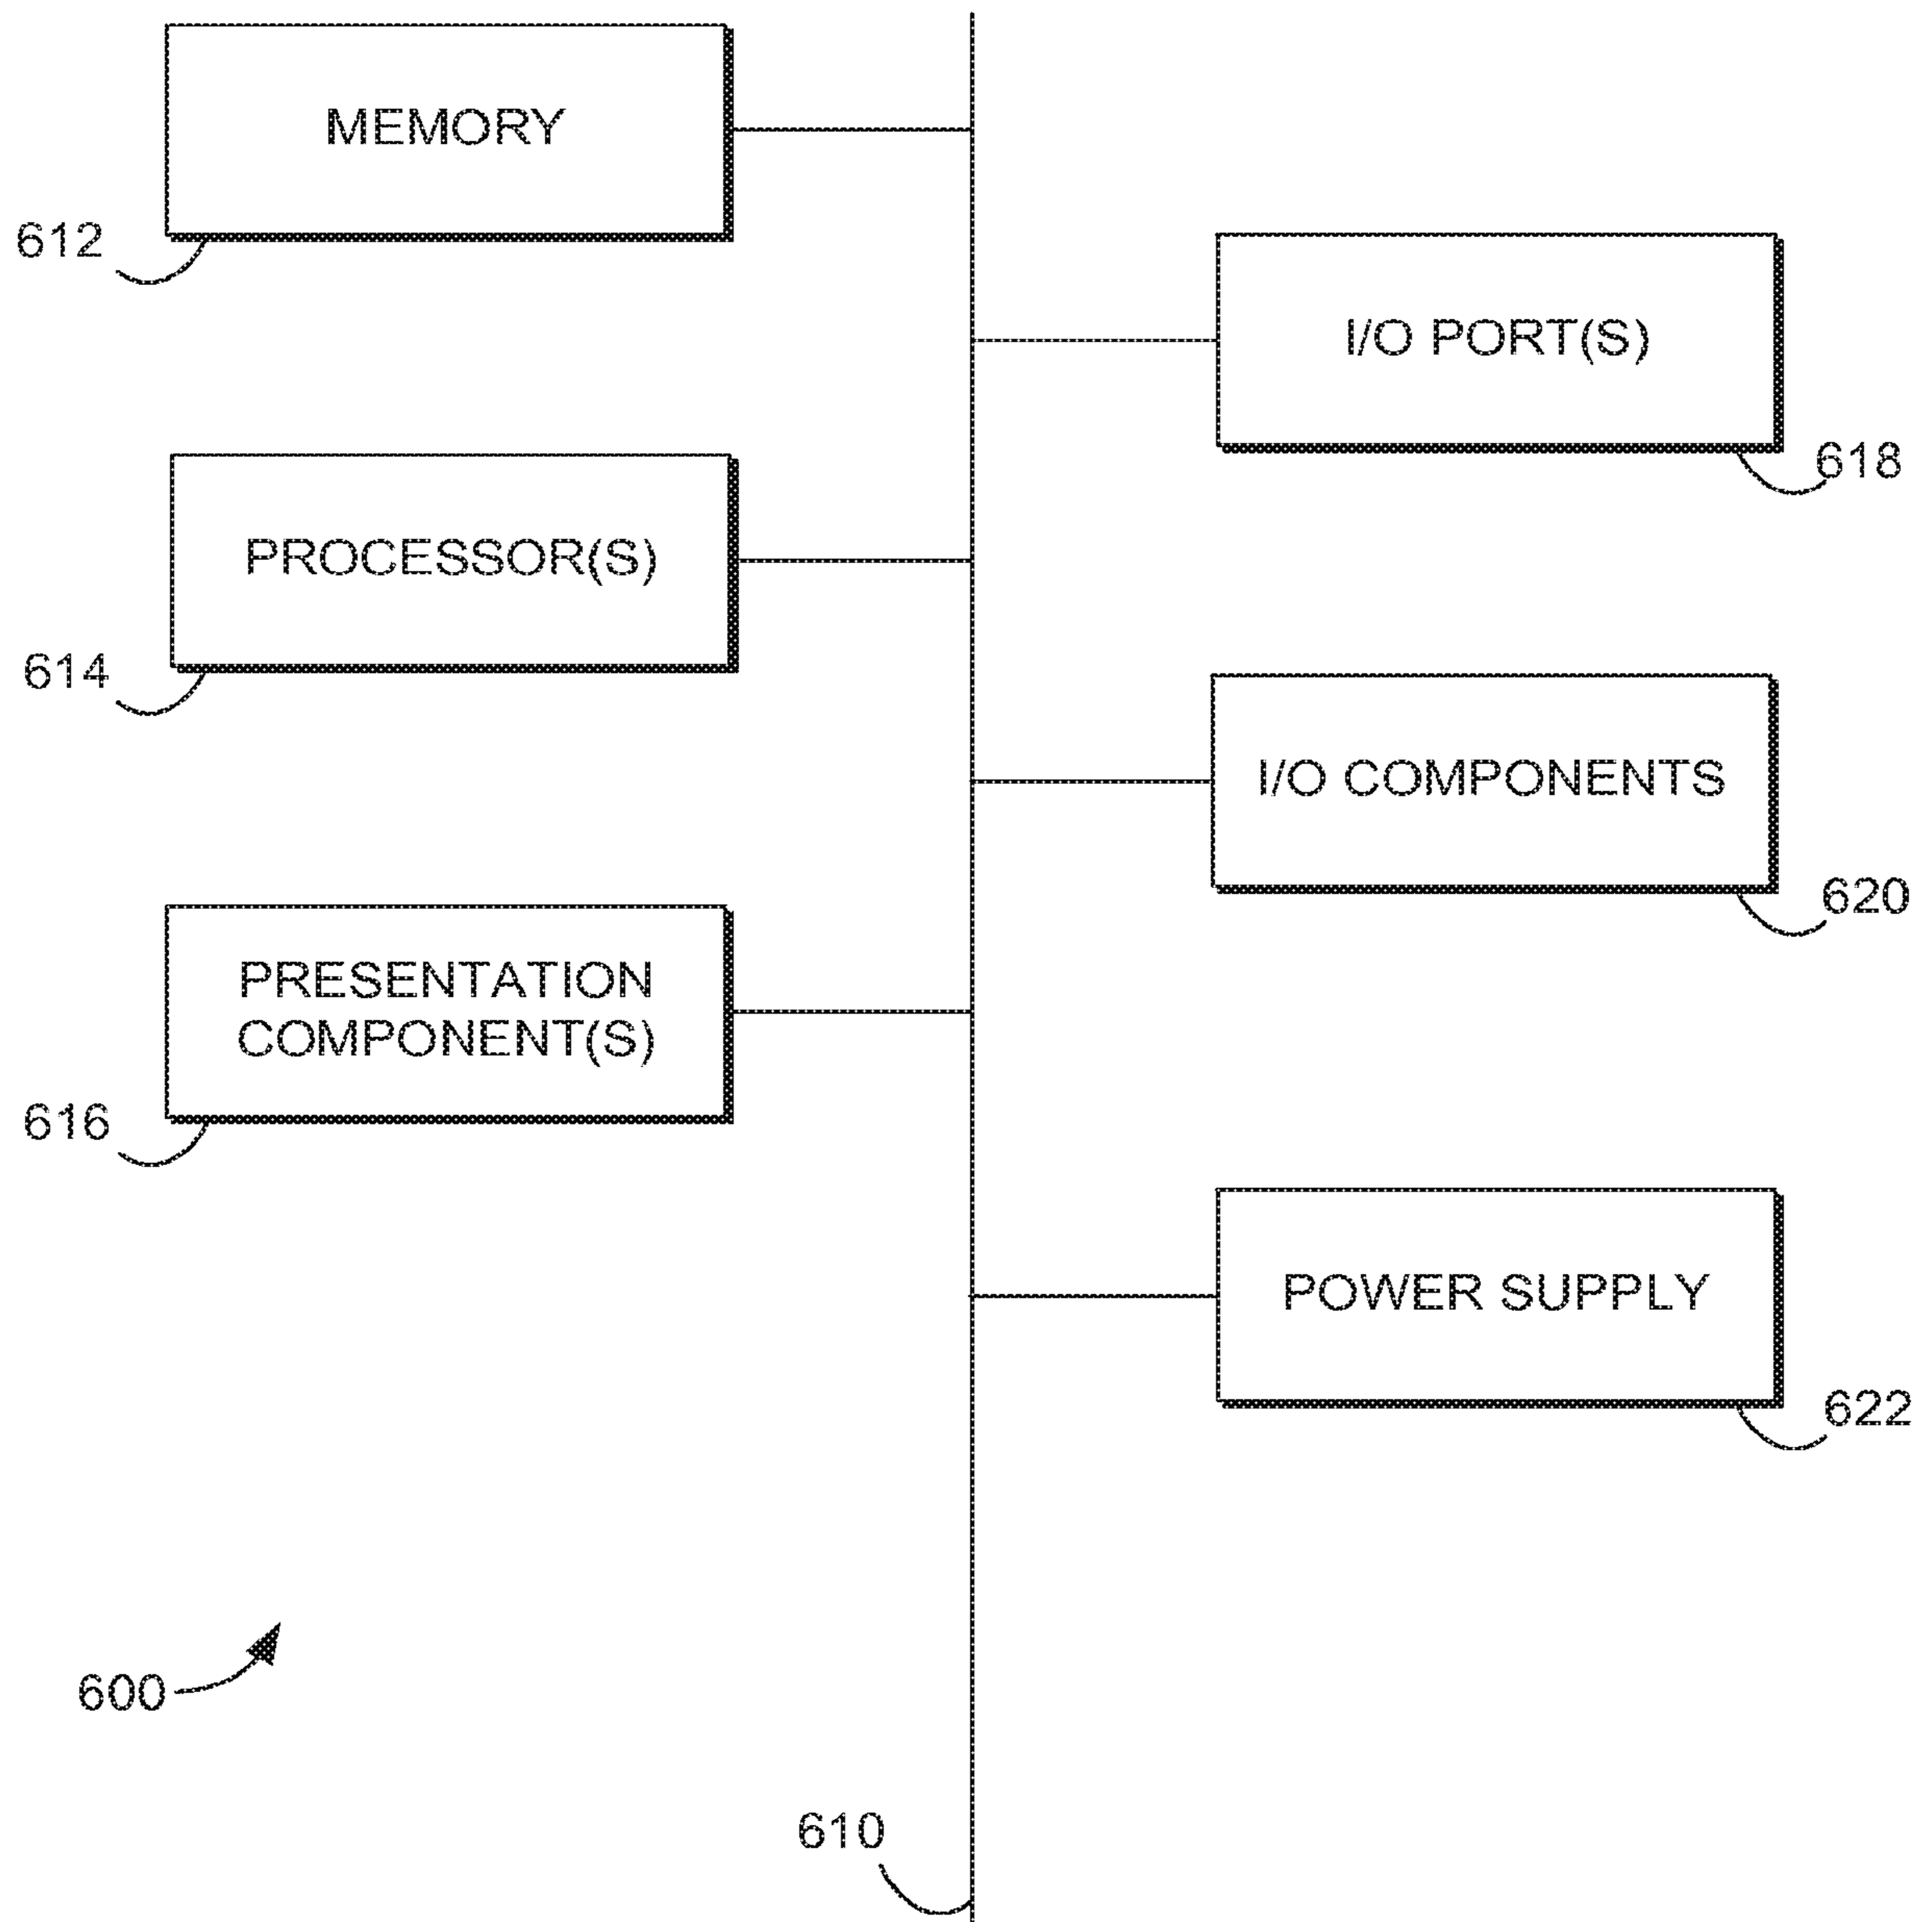 MEMORY
612
I/O PORT(S)
618
PROCESSOR(S)
614
I/O COMPONENTS
620
PRESENTATION
COMPONENT(S)
616
POWER SUPPLY
622
600
610